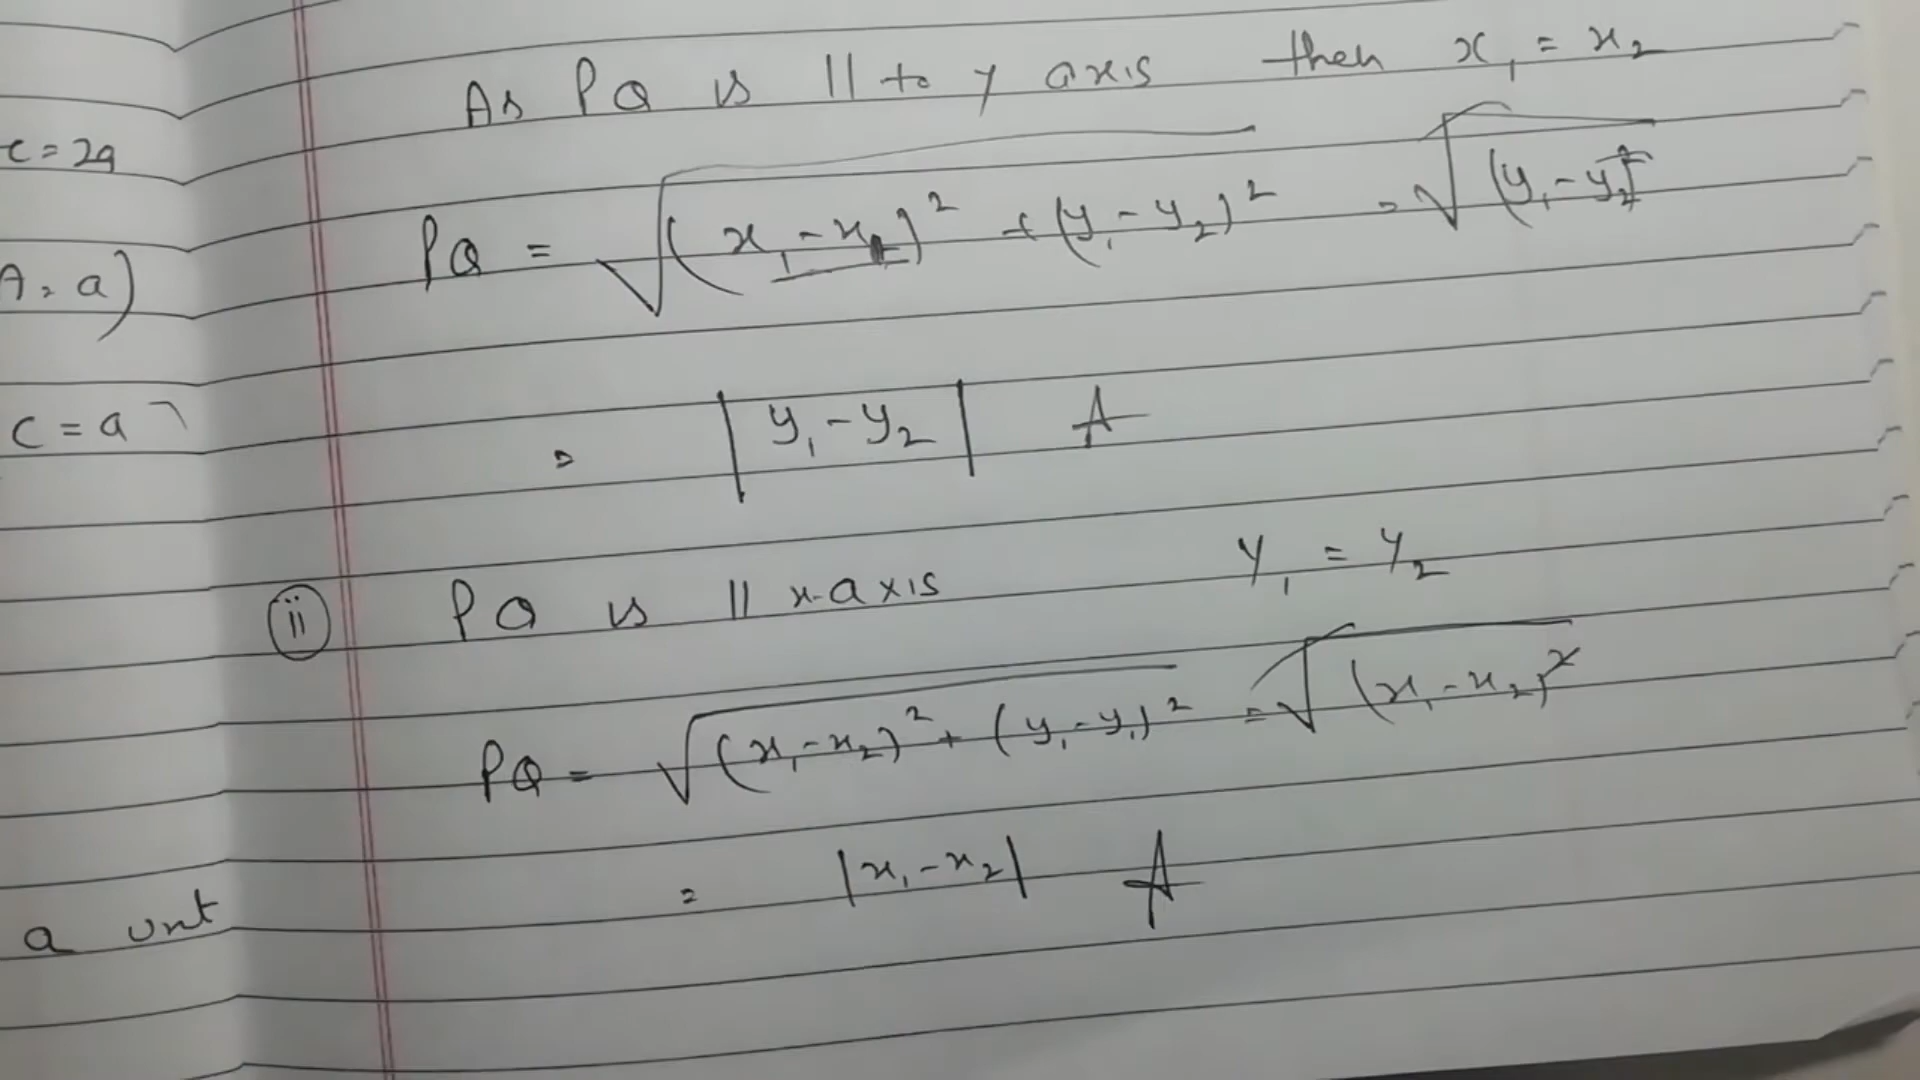 As PQ is || to y axis then x₁ = x₂
PQ = √(x₁ - x₂)² + (y₁ - y₂)² = √(y₁ - y₂)²
= |y₁ - y₂| A
(ii) PQ is || x-axis y₁ = y₂
PQ = √(x₁ - x₂)² + (y₁ - y₁)² = √(x₁ - x₂)²
= |x₁ - x₂| A
c = 2a
A = a)
C = a
a unt